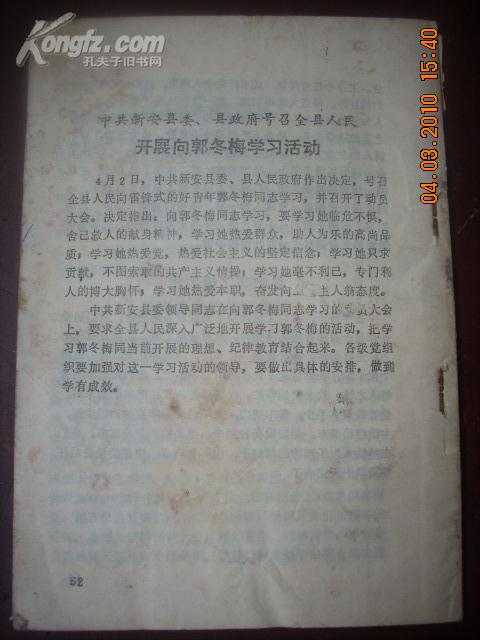 Kongfz.com
孔夫子旧书网
04.03.2010 15:40
中共新安县委、县政府号召全县人民
开展向郭冬梅学习活动
4月2日，中共新安县委、县人民政府作出决定，号召
全县人民向雷锋式的好青年郭冬梅同志学习，并召开了动员
大会。决定指出：向郭冬梅同志学习，要学习她临危不惧，
舍己救人的献身精神，学习她热爱群众，助人为乐的高尚品
质；学习她热爱党，热爱社会主义的坚定信念；学习她只求
贡献，不图索取的共产主义情操；学习她毫不利己，专门利
人的博大胸怀；学习她热爱本职，奋发向上 主人翁态度。
中共新安县委领导同志在向郭冬梅同志学习的动员大会
上，要求全县人民深入广泛地开展学习郭冬梅的活动，把学
习郭冬梅同当前开展的理想、纪律教育结合起来。各级党组
织要加强对这一学习活动的领导，要做出具体的安排，做到
学有成效。
52